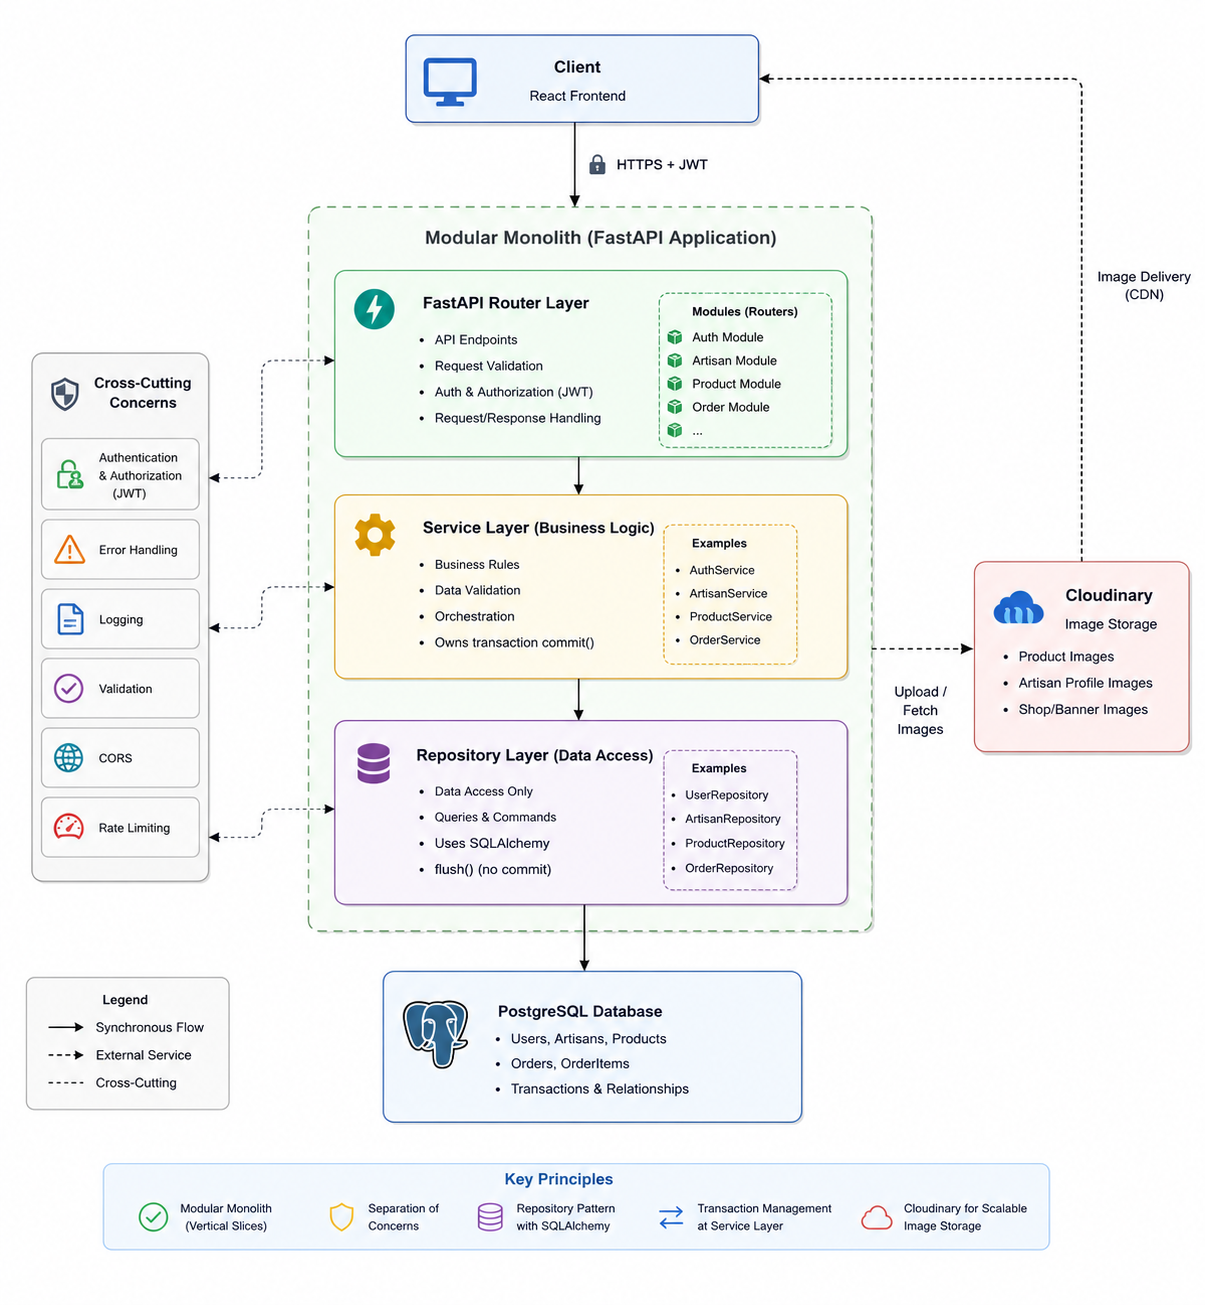 Client
React Frontend
HTTPS + JWT
Image Delivery
(CDN)
Modular Monolith (FastAPI Application)
FastAPI Router Layer
• API Endpoints
• Request Validation
• Auth & Authorization (JWT)
• Request/Response Handling
Modules (Routers)
Auth Module
Artisan Module
Product Module
Order Module
...
Cross-Cutting
Concerns
Authentication
& Authorization
(JWT)
Error Handling
Logging
Validation
CORS
Rate Limiting
Service Layer (Business Logic)
• Business Rules
• Data Validation
• Orchestration
• Owns transaction commit()
Examples
• AuthService
• ArtisanService
• ProductService
• OrderService
Upload /
Fetch
Images
Cloudinary
Image Storage
• Product Images
• Artisan Profile Images
• Shop/Banner Images
Repository Layer (Data Access)
• Data Access Only
• Queries & Commands
• Uses SQLAlchemy
• flush() (no commit)
Examples
• UserRepository
• ArtisanRepository
• ProductRepository
• OrderRepository
Legend
Synchronous Flow
External Service
Cross-Cutting
PostgreSQL Database
• Users, Artisans, Products
• Orders, OrderItems
• Transactions & Relationships
Key Principles
Modular Monolith
(Vertical Slices)
Separation of
Concerns
Repository Pattern
with SQLAlchemy
Transaction Management
at Service Layer
Cloudinary for Scalable
Image Storage